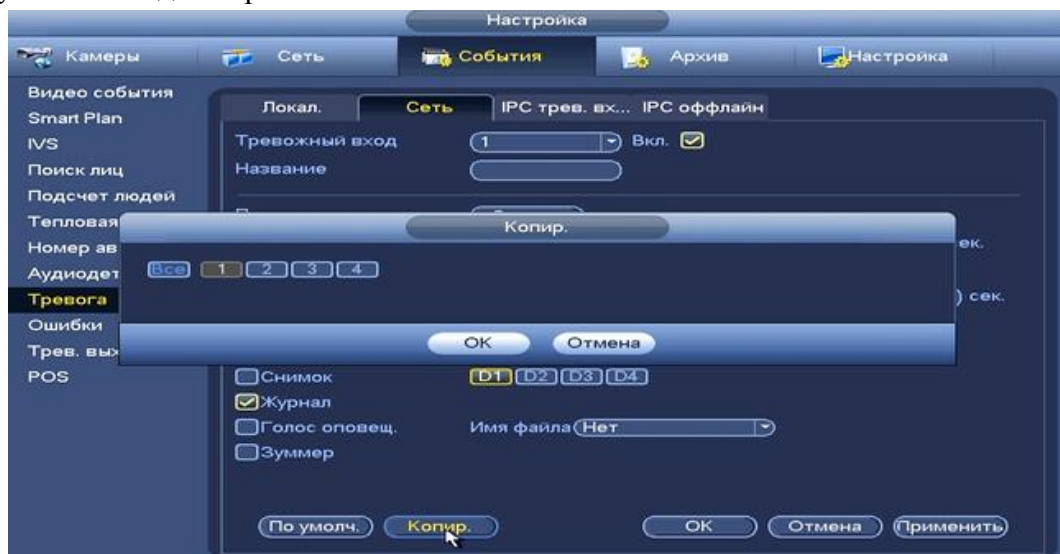 Настройка
Камеры Сеть События Архив Настройка
Видео события
Smart Plan
IVS
Поиск лиц
Подсчет людей
Тепловая
Номер ав
Аудиодет
Тревога
Ошибки
Трев. вых
POS
Локал. Сеть IPC трев. вх... IPC оффлайн
Тревожный вход 1 Вкл.
Название
Копир.
ек.
Все 1 2 3 4
) сек.
OK Отмена
Снимок D1 D2 D3 D4
Журнал
Голос оповещ. Имя файла Нет
Зуммер
По умолч. Копир. OK Отмена Применить